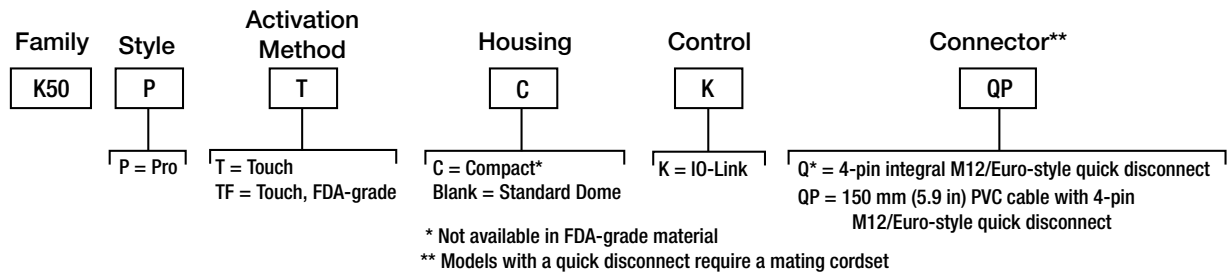 Family Style Activation Method Housing Control Connector**
K50 P T C K QP
P = Pro
T = Touch
TF = Touch, FDA-grade
C = Compact*
Blank = Standard Dome
K = IO-Link
Q* = 4-pin integral M12/Euro-style quick disconnect
QP = 150 mm (5.9 in) PVC cable with 4-pin
M12/Euro-style quick disconnect
* Not available in FDA-grade material
** Models with a quick disconnect require a mating cordset